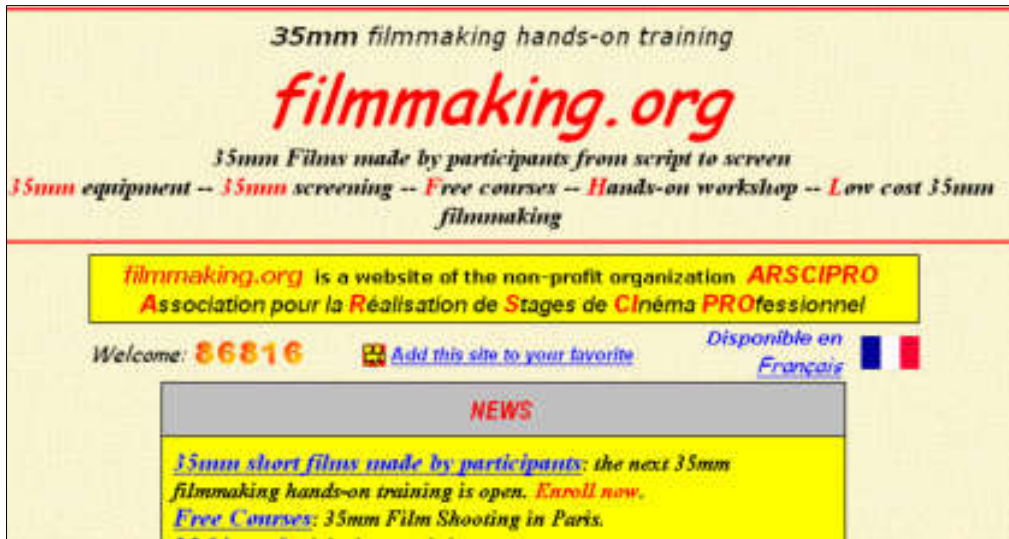 35mm filmmaking hands-on training
filmmaking.org
35mm Films made by participants from script to screen
35mm equipment -- 35mm screening -- Free courses -- Hands-on workshop -- Low cost 35mm
filmmaking
filmmaking.org is a website of the non-profit organization ARSCIPRO
Association pour la Réalisation de Stages de CInéma PROfessionnel
Welcome: 86816 Add this site to your favorite Disponible en
Français
NEWS
35mm short films made by participants: the next 35mm
filmmaking hands-on training is open. Enroll now.
Free Courses: 35mm Film Shooting in Paris.